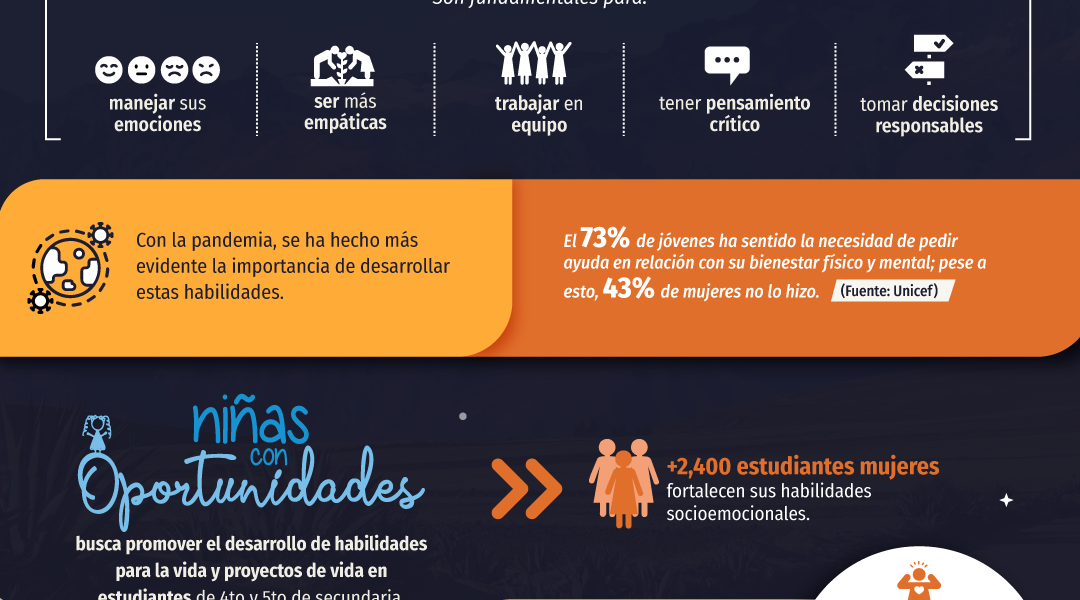 Son fundamentales para:
manejar sus
emociones
ser más
empáticas
trabajar en
equipo
tener pensamiento
crítico
tomar decisiones
responsables
Con la pandemia, se ha hecho más
evidente la importancia de desarrollar
estas habilidades.
El 73% de jóvenes ha sentido la necesidad de pedir
ayuda en relación con su bienestar físico y mental; pese a
esto, 43% de mujeres no lo hizo. (Fuente: Unicef)
niñas
con
Oportunidades
busca promover el desarrollo de habilidades
para la vida y proyectos de vida en
estudiantes de 4to y 5to de secundaria
+2,400 estudiantes mujeres
fortalecen sus habilidades
socioemocionales.